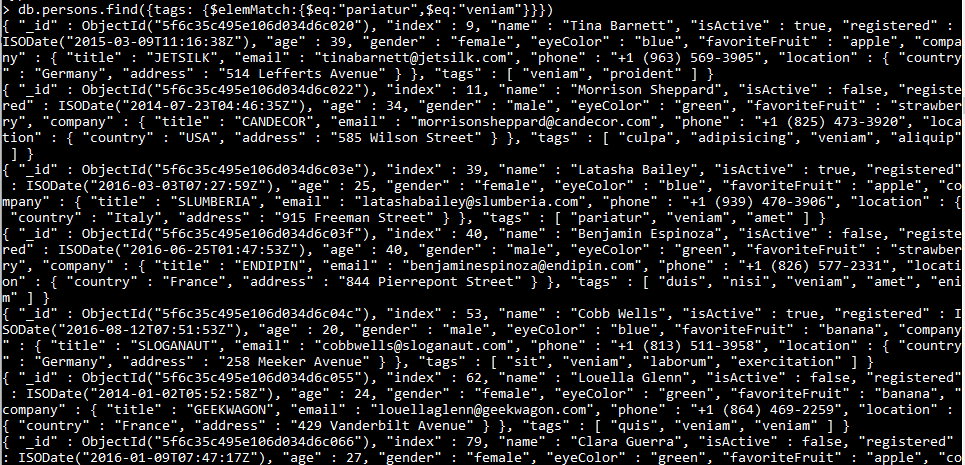 > db.persons.find({tags: {$elemMatch:{$eq:"pariatur",$eq:"veniam"}}})
{ "_id" : ObjectId("5f6c35c495e106d034d6c020"), "index" : 9, "name" : "Tina Barnett", "isActive" : true, "registered" :
ISODate("2015-03-09T11:16:38Z"), "age" : 39, "gender" : "female", "eyeColor" : "blue", "favoriteFruit" : "apple", "compa
ny" : { "title" : "JETSILK", "email" : "tinabarnett@jetsilk.com", "phone" : "+1 (963) 569-3905", "location" : { "country
" : "Germany", "address" : "514 Lefferts Avenue" } }, "tags" : [ "veniam", "proident" ] }
{ "_id" : ObjectId("5f6c35c495e106d034d6c022"), "index" : 11, "name" : "Morrison Sheppard", "isActive" : false, "registe
red" : ISODate("2014-07-23T04:46:35Z"), "age" : 34, "gender" : "male", "eyeColor" : "green", "favoriteFruit" : "strawber
ry", "company" : { "title" : "CANDECOR", "email" : "morrisonsheppard@candecor.com", "phone" : "+1 (825) 473-3920", "loca
tion" : { "country" : "USA", "address" : "585 Wilson Street" } }, "tags" : [ "culpa", "adipisicing", "veniam", "aliquip"
 ] }
{ "_id" : ObjectId("5f6c35c495e106d034d6c03e"), "index" : 39, "name" : "Latasha Bailey", "isActive" : true, "registered"
 : ISODate("2016-03-03T07:27:59Z"), "age" : 25, "gender" : "female", "eyeColor" : "blue", "favoriteFruit" : "apple", "co
mpany" : { "title" : "SLUMBERIA", "email" : "latashabailey@slumberia.com", "phone" : "+1 (939) 470-3906", "location" : {
 "country" : "Italy", "address" : "915 Freeman Street" } }, "tags" : [ "pariatur", "veniam", "amet" ] }
{ "_id" : ObjectId("5f6c35c495e106d034d6c03f"), "index" : 40, "name" : "Benjamin Espinoza", "isActive" : false, "registe
red" : ISODate("2016-06-25T01:47:53Z"), "age" : 40, "gender" : "male", "eyeColor" : "green", "favoriteFruit" : "strawber
ry", "company" : { "title" : "ENDIPIN", "email" : "benjaminespinoza@endipin.com", "phone" : "+1 (826) 577-2331", "locati
on" : { "country" : "France", "address" : "844 Pierrepont Street" } }, "tags" : [ "duis", "nisi", "veniam", "amet", "eni
m" ] }
{ "_id" : ObjectId("5f6c35c495e106d034d6c04c"), "index" : 53, "name" : "Cobb Wells", "isActive" : true, "registered" : I
SODate("2016-08-12T07:51:53Z"), "age" : 20, "gender" : "male", "eyeColor" : "blue", "favoriteFruit" : "banana", "company
" : { "title" : "SLOGANAUT", "email" : "cobbwells@sloganaut.com", "phone" : "+1 (813) 511-3958", "location" : { "country
" : "Germany", "address" : "258 Meeker Avenue" } }, "tags" : [ "sit", "veniam", "laborum", "exercitation" ] }
{ "_id" : ObjectId("5f6c35c495e106d034d6c055"), "index" : 62, "name" : "Louella Glenn", "isActive" : false, "registered"
 : ISODate("2014-01-02T05:52:58Z"), "age" : 24, "gender" : "female", "eyeColor" : "green", "favoriteFruit" : "banana", "
company" : { "title" : "GEEKWAGON", "email" : "louellaglenn@geekwagon.com", "phone" : "+1 (864) 469-2259", "location" :
{ "country" : "France", "address" : "429 Vanderbilt Avenue" } }, "tags" : [ "quis", "veniam", "veniam" ] }
{ "_id" : ObjectId("5f6c35c495e106d034d6c066"), "index" : 79, "name" : "Clara Guerra", "isActive" : false, "registered"
: ISODate("2016-01-09T07:47:17Z"), "age" : 27, "gender" : "female", "eyeColor" : "green", "favoriteFruit" : "apple", "co